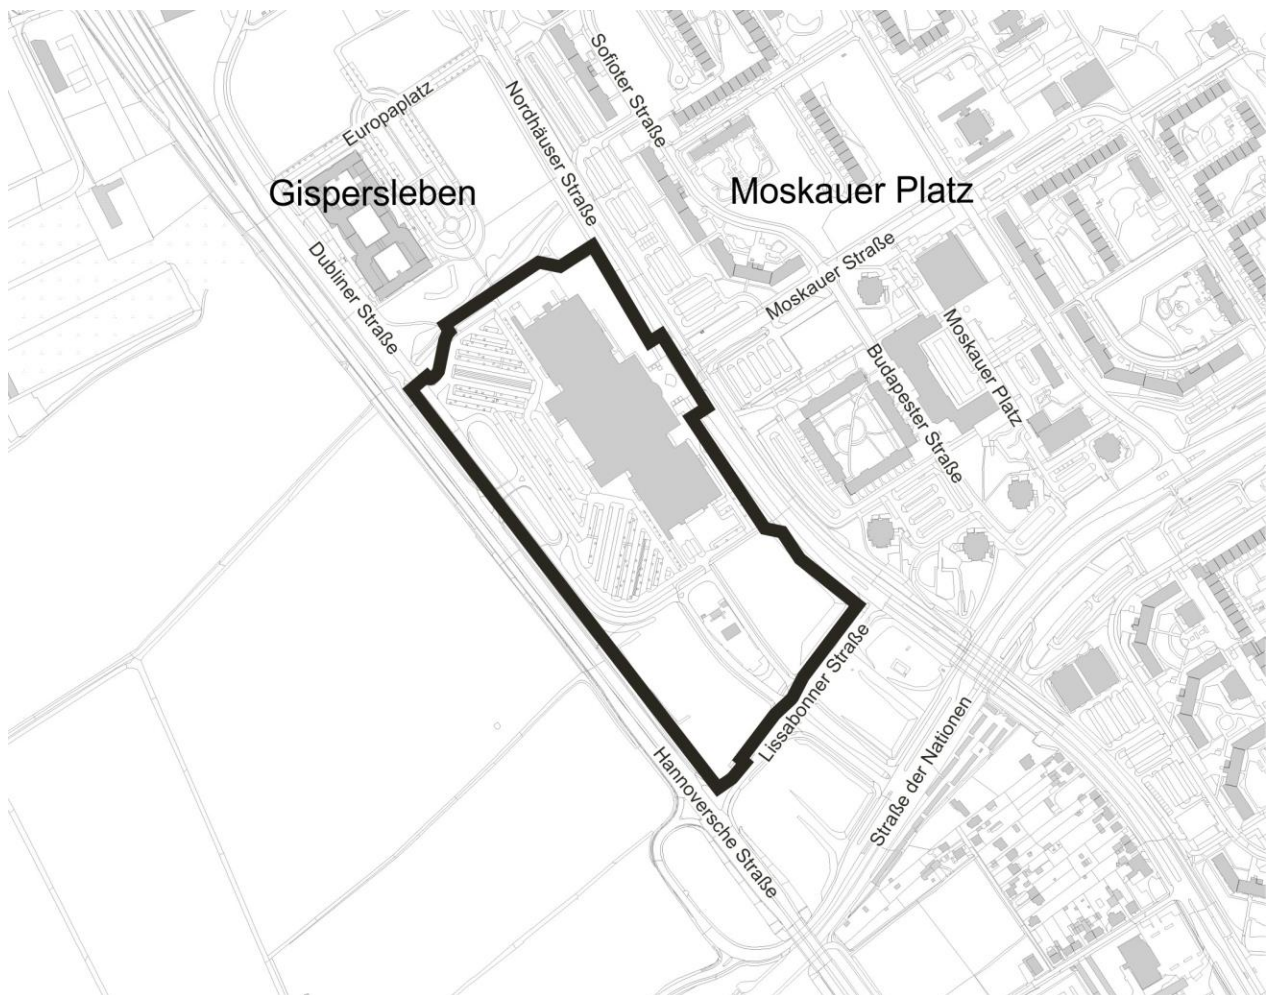 Sofioter Straße
Nordhäuser Straße
Europaplatz
Gispersleben
Moskauer Platz
Dubliner Straße
Moskauer Straße
Moskauer Platz
Budapester Straße
Lissabonner Straße
Straße der Nationen
Hannoversche Straße